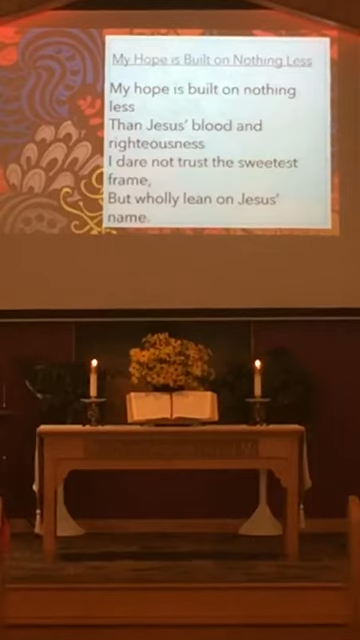 My Hope is Built on Nothing Less
My hope is built on nothing
less
Than Jesus' blood and
righteousness
I dare not trust the sweetest
frame,
But wholly lean on Jesus'
name.